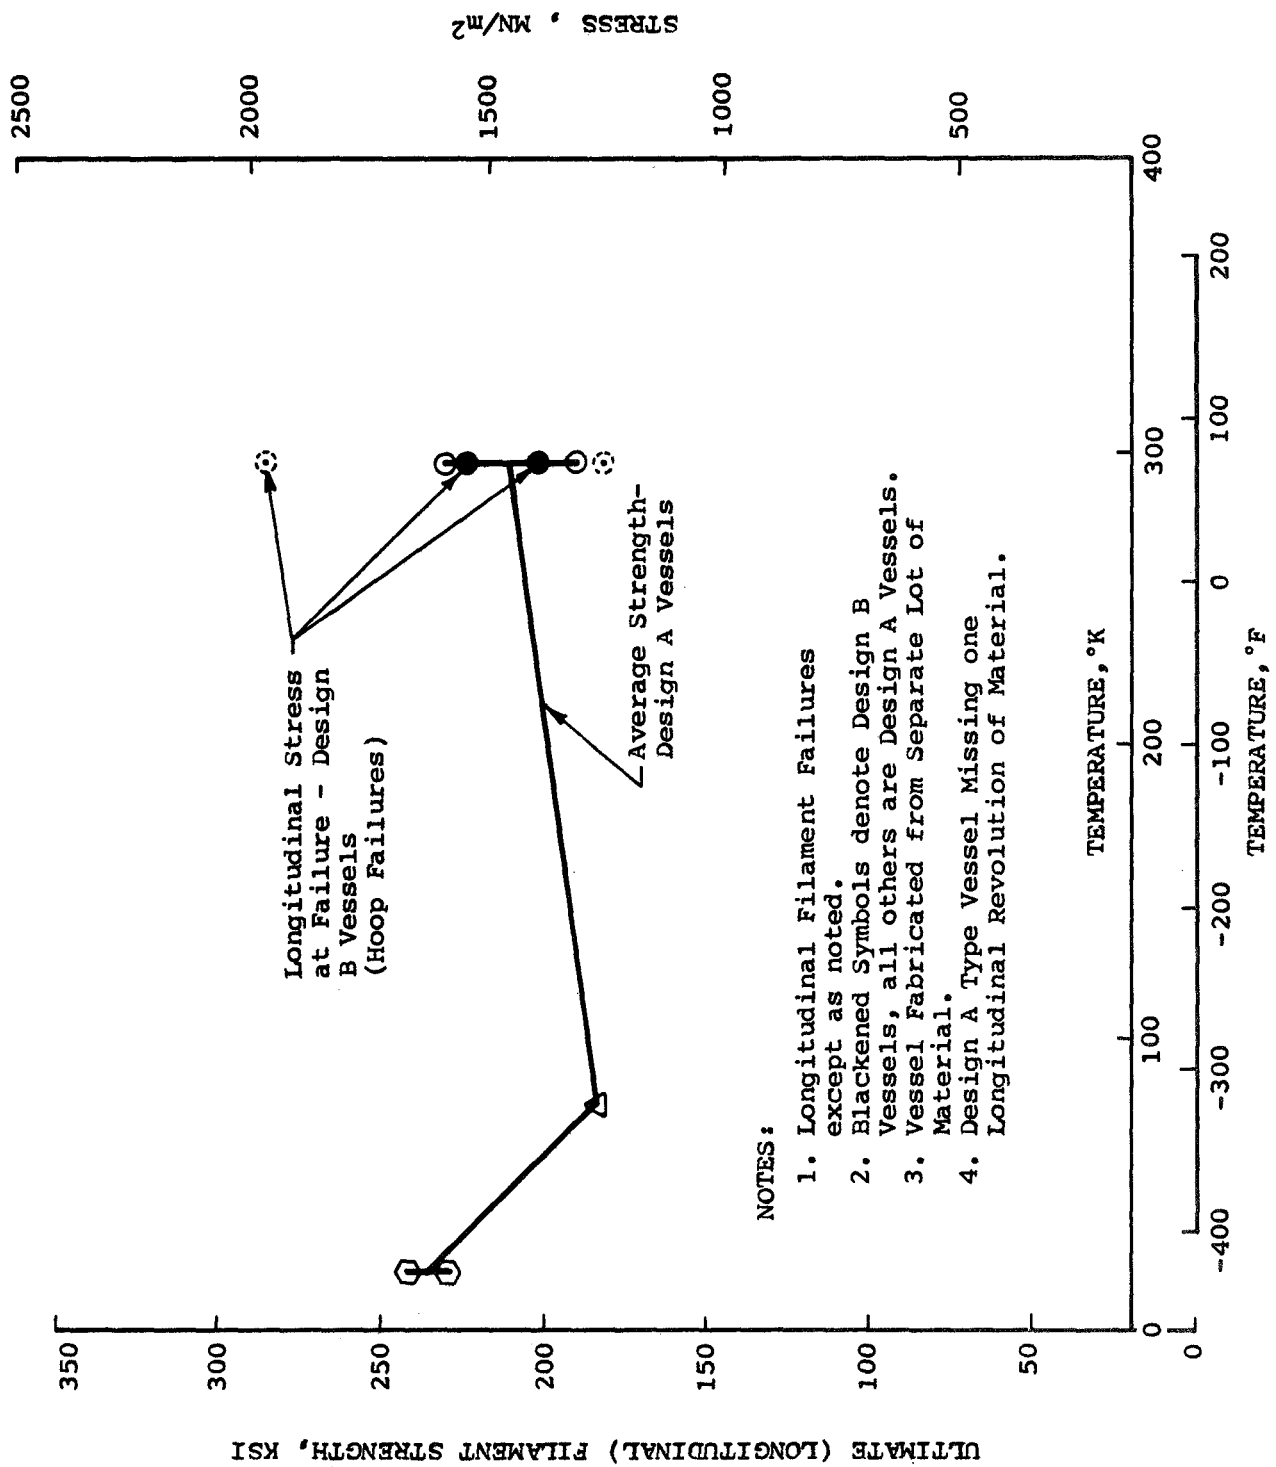 ULTIMATE (LONGITUDINAL) FILAMENT STRENGTH, KSI
350
300
250
200
150
100
50
0
STRESS , MN/m²
2500
2000
1500
1000
500
Longitudinal Stress
at Failure - Design
B Vessels
(Hoop Failures)
Average Strength-
Design A Vessels
NOTES:
1. Longitudinal Filament Failures
except as noted.
2. Blackened Symbols denote Design B
Vessels, all others are Design A Vessels.
3. Vessel Fabricated from Separate Lot of
Material.
4. Design A Type Vessel Missing one
Longitudinal Revolution of Material.
0 100 200 300 400
TEMPERATURE,°K
-400 -300 -200 -100 0 100 200
TEMPERATURE,°F